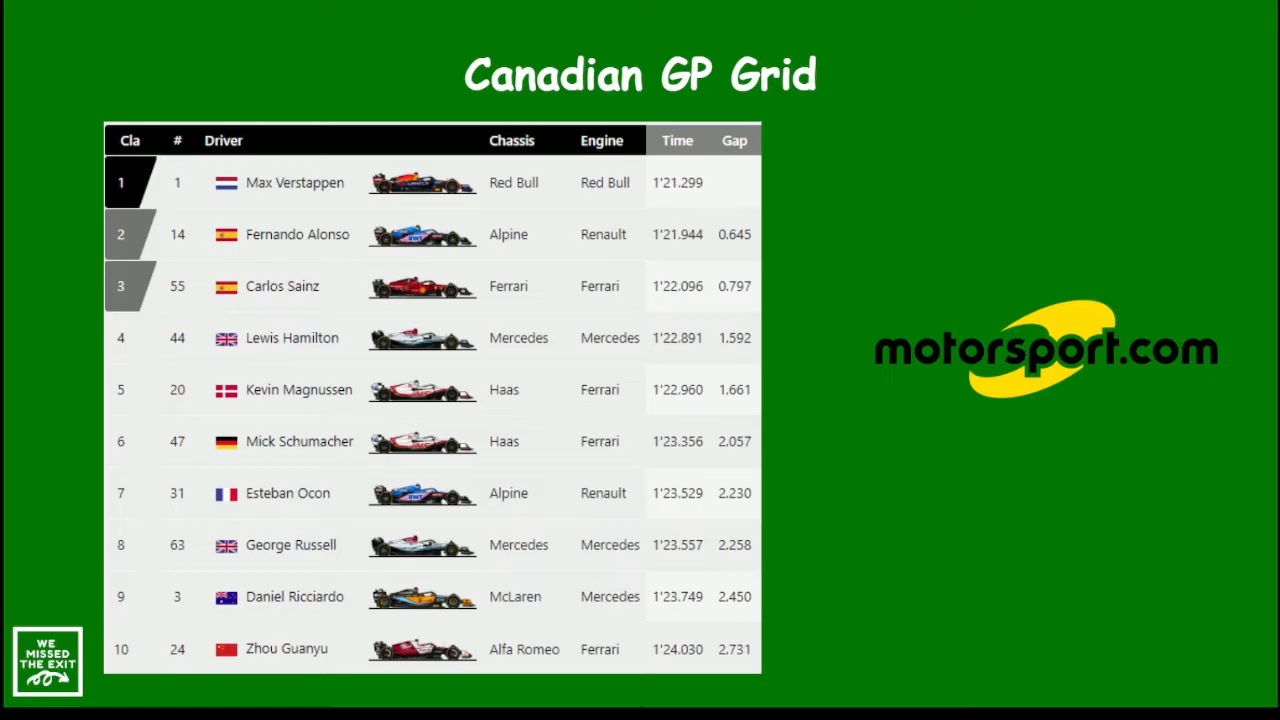 Canadian GP Grid
Cla # Driver Chassis Engine Time Gap
1 1 Max Verstappen Red Bull Red Bull 1'21.299
2 14 Fernando Alonso Alpine Renault 1'21.944 0.645
3 55 Carlos Sainz Ferrari Ferrari 1'22.096 0.797
4 44 Lewis Hamilton Mercedes Mercedes 1'22.891 1.592
5 20 Kevin Magnussen Haas Ferrari 1'22.960 1.661
6 47 Mick Schumacher Haas Ferrari 1'23.356 2.057
7 31 Esteban Ocon Alpine Renault 1'23.529 2.230
8 63 George Russell Mercedes Mercedes 1'23.557 2.258
9 3 Daniel Ricciardo McLaren Mercedes 1'23.749 2.450
10 24 Zhou Guanyu Alfa Romeo Ferrari 1'24.030 2.731
motorsport.com
WE
MISSED
THE EXIT